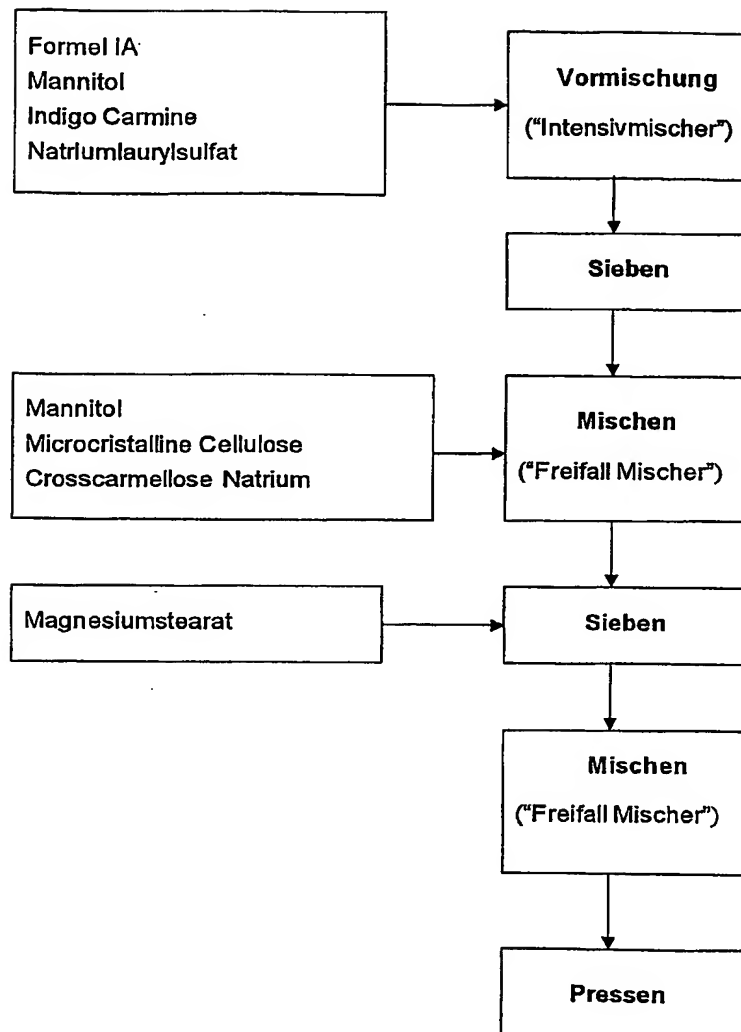 Formel IA
Mannitol
Indigo Carmine
Natriumlaurylsulfat
Vormischung
("Intensivmischer")
Sieben
Mannitol
Microcristalline Cellulose
Crosscarmellose Natrium
Mischen
("Freifall Mischer")
Magnesiumstearat
Sieben
Mischen
("Freifall Mischer")
Pressen